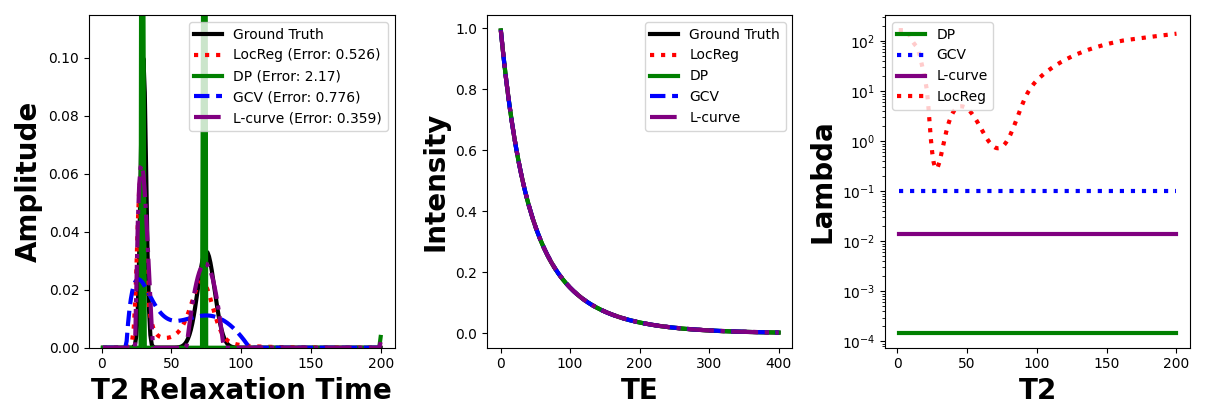 Amplitude
0.10
0.08
0.06
0.04
0.02
0.00
0
50
100
150
200
T2 Relaxation Time
Ground Truth
LocReg (Error: 0.526)
DP (Error: 2.17)
GCV (Error: 0.776)
L-curve (Error: 0.359)
Intensity
1.0
0.8
0.6
0.4
0.2
0.0
0
100
200
300
400
TE
Ground Truth
LocReg
DP
GCV
L-curve
Lambda
10²
10¹
10⁰
10⁻¹
10⁻²
10⁻³
10⁻⁴
0
50
100
150
200
T2
DP
GCV
L-curve
LocReg